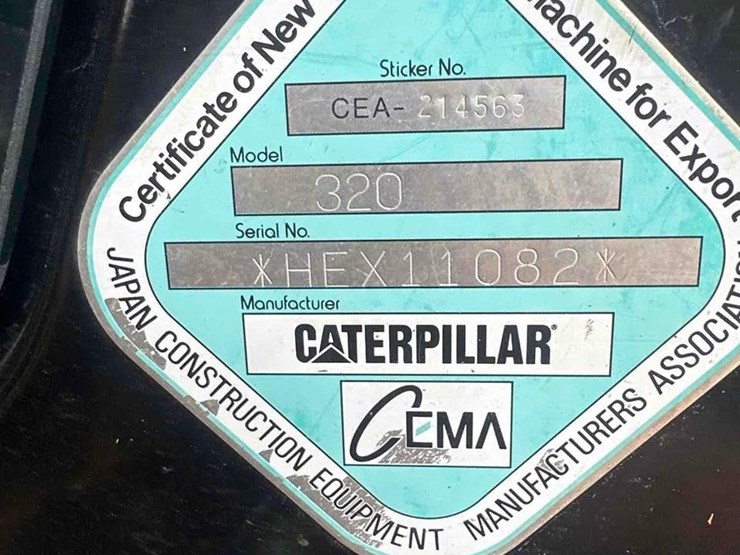 Certificate of New
Machine for Export
Sticker No.
CEA- 214563
Model
320
Serial No.
*HEX11082*
Manufacturer
CATERPILLAR®
CEMA
JAPAN CONSTRUCTION EQUIPMENT MANUFACTURERS ASSOCIATION